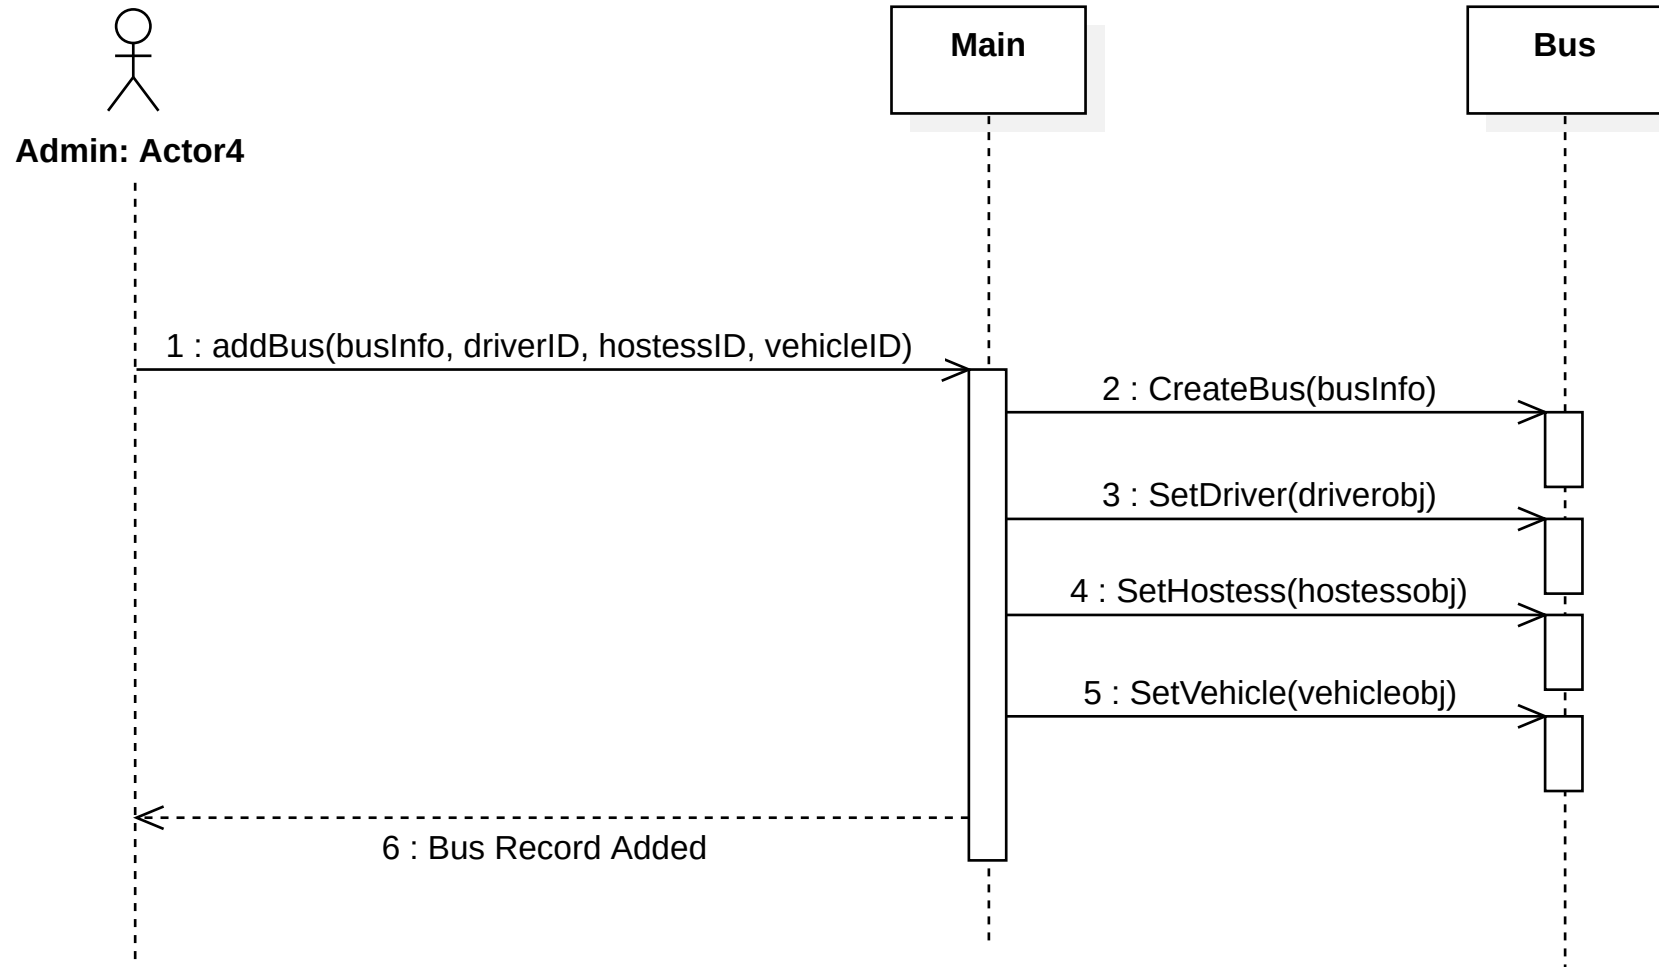 Main
Bus
Admin: Actor4
1 : addBus(busInfo, driverID, hostessID, vehicleID)
2 : CreateBus(busInfo)
3 : SetDriver(driverobj)
4 : SetHostess(hostessobj)
5 : SetVehicle(vehicleobj)
6 : Bus Record Added